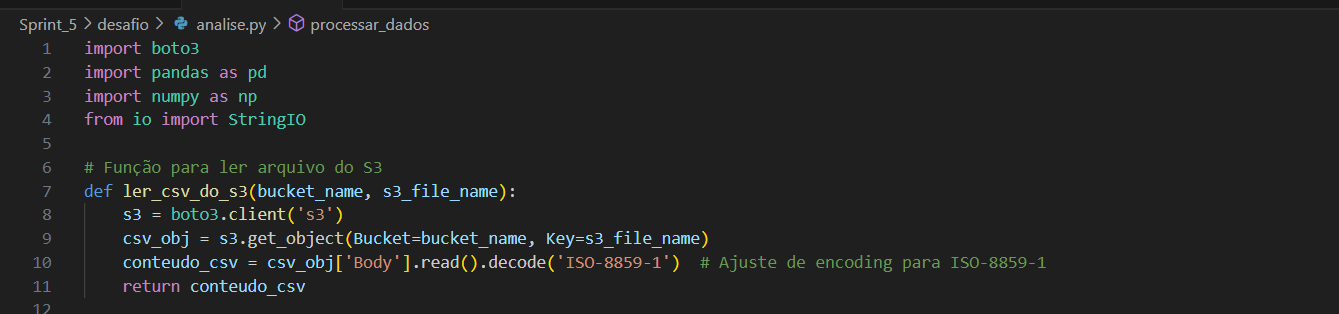 Sprint_5 > desafio > analise.py > processar_dados
1 import boto3
2 import pandas as pd
3 import numpy as np
4 from io import StringIO
5
6 # Função para ler arquivo do S3
7 def ler_csv_do_s3(bucket_name, s3_file_name):
8     s3 = boto3.client('s3')
9     csv_obj = s3.get_object(Bucket=bucket_name, Key=s3_file_name)
10     conteudo_csv = csv_obj['Body'].read().decode('ISO-8859-1')  # Ajuste de encoding para ISO-8859-1
11     return conteudo_csv
12